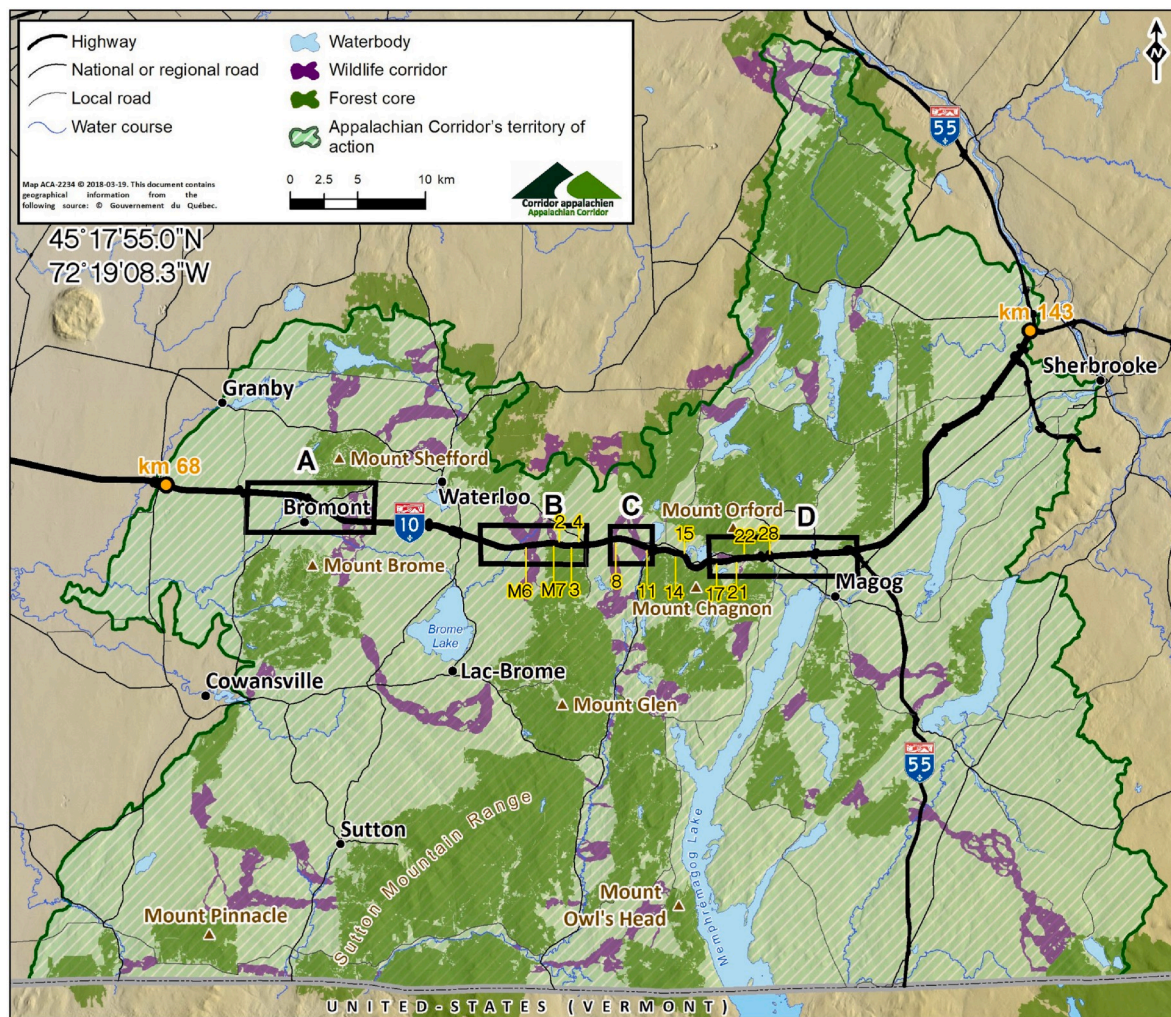 Highway
National or regional road
Local road
Water course
Waterbody
Wildlife corridor
Forest core
Appalachian Corridor's territory of
action
Map ACA-2234 © 2018-03-19. This document contains
geographical information from the
following source: © Gouvernement du Québec.
0 2.5 5 10 km
Corridor appalachien
Appalachian Corridor
N
45°17'55.0"N
72°19'08.3"W
55
km 143
Sherbrooke
Granby
km 68
A
Mount Shefford
Bromont
10
Waterloo
Mount Brome
B
2 4
M6 M7 3
C
8 11
15
14
Mount Orford
D
22 28
17 21
Mount Chagnon
Magog
Brome
Lake
Lac-Brome
Cowansville
Mount Glen
55
Sutton
Sutton Mountain Range
Mount Pinnacle
Mount
Owl's Head
Memphremagog Lake
UNITED-STATES (VERMONT)